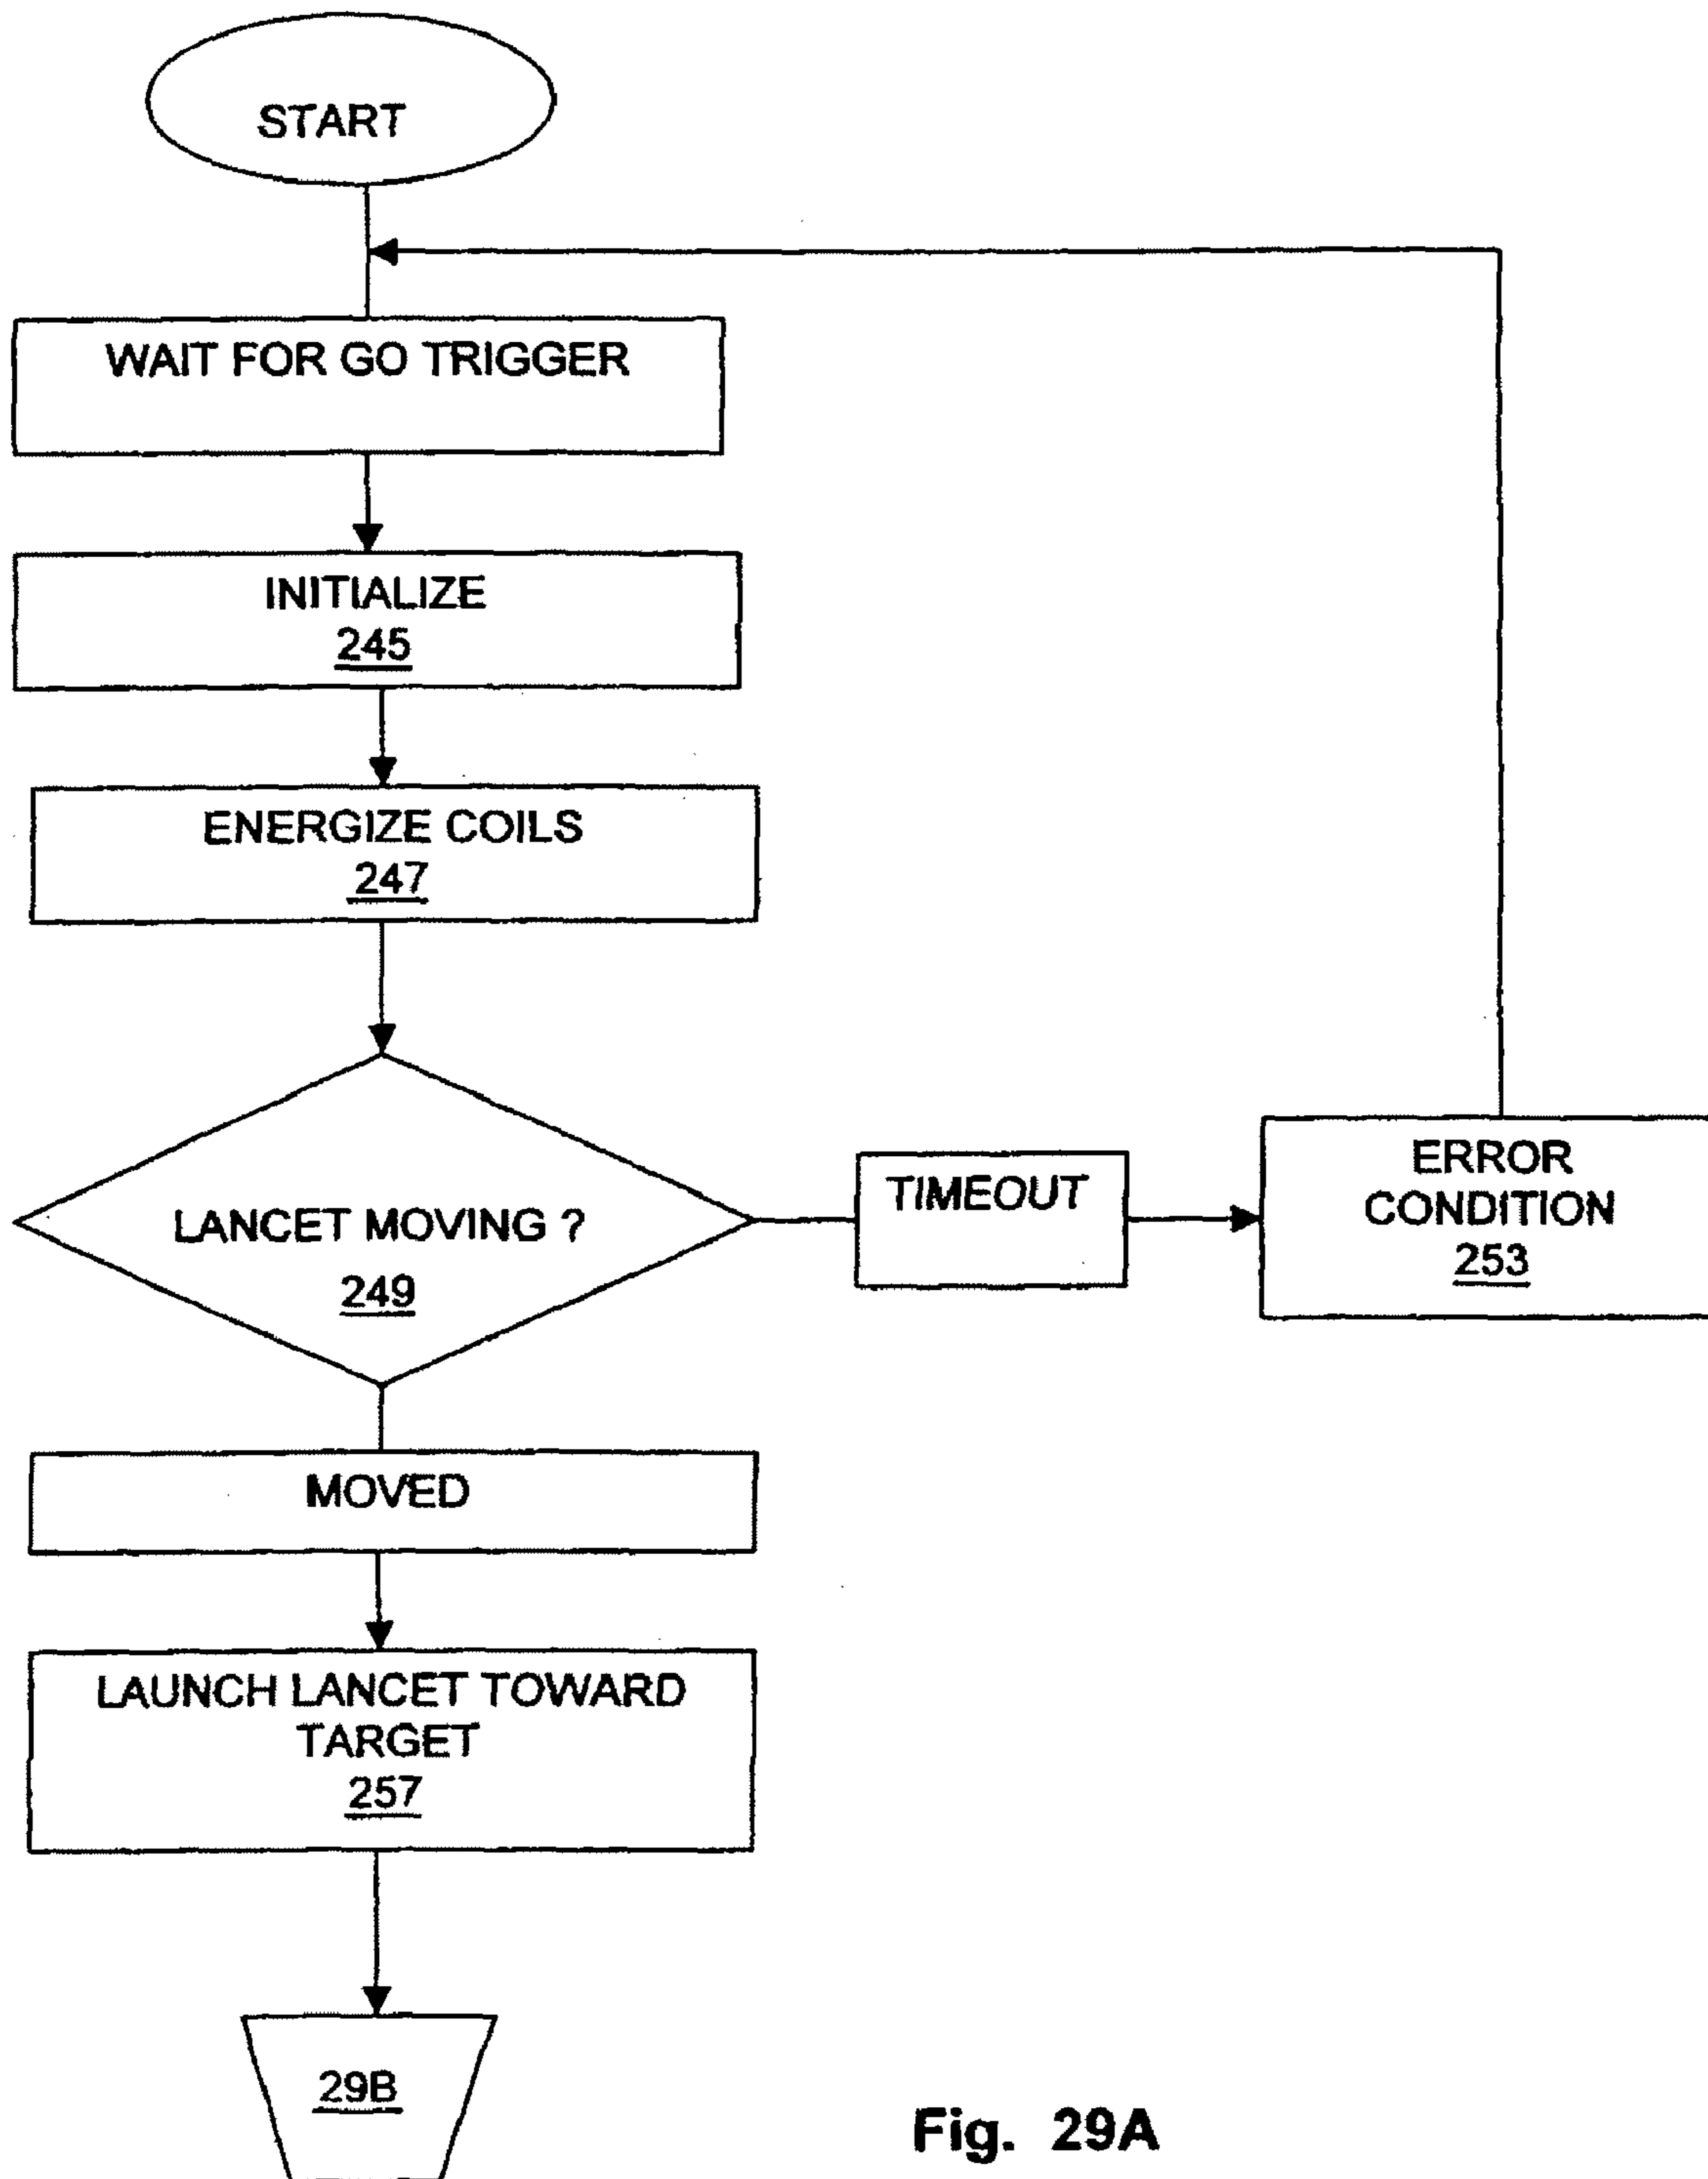 START
WAIT FOR GO TRIGGER
INITIALIZE
245
ENERGIZE COILS
247
LANCET MOVING ?
249
TIMEOUT
ERROR
CONDITION
253
MOVED
LAUNCH LANCET TOWARD
TARGET
257
29B
Fig. 29A